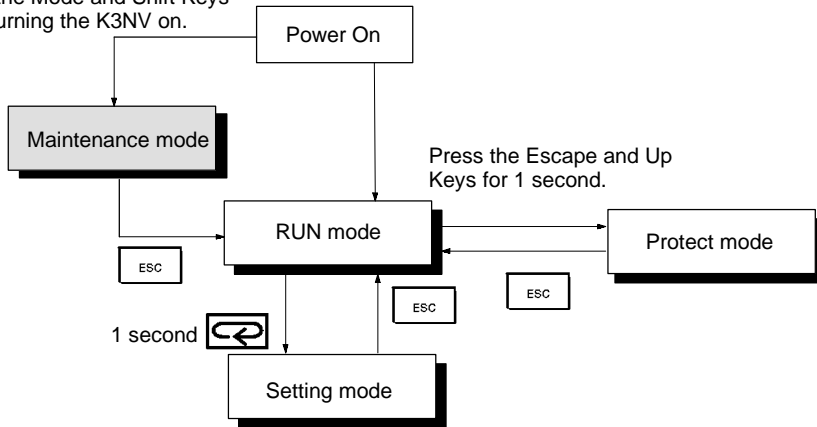 the Mode and Shift Keys
urning the K3NV on.
Power On
Maintenance mode
Press the Escape and Up
Keys for 1 second.
RUN mode
Protect mode
ESC
ESC
ESC
1 second
Setting mode